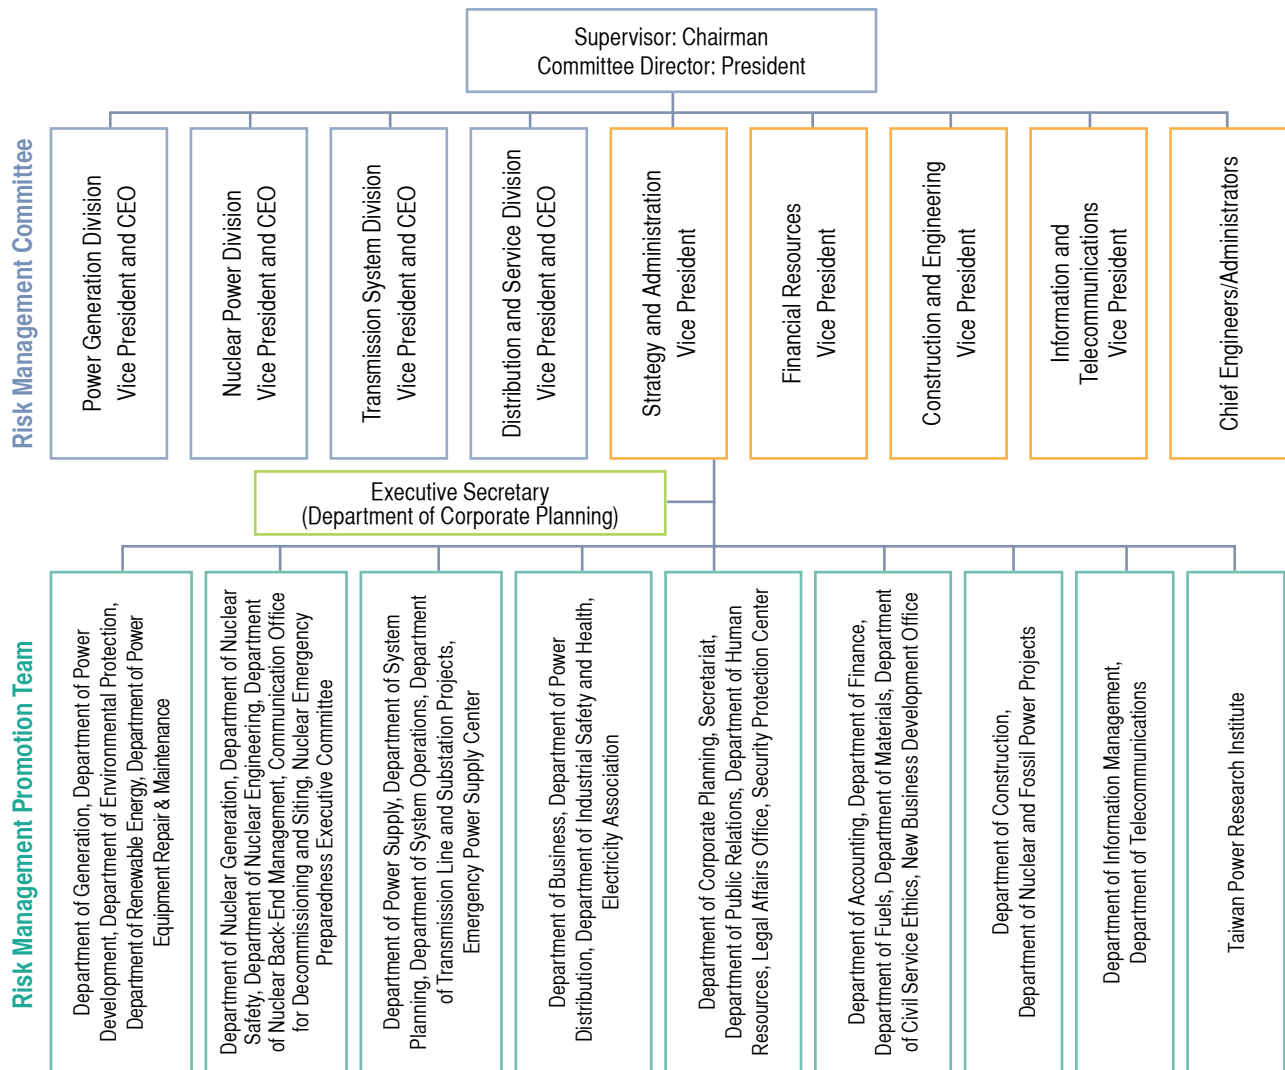 Supervisor: Chairman
Committee Director: President
Risk Management Committee
Power Generation Division
Vice President and CEO
Nuclear Power Division
Vice President and CEO
Transmission System Division
Vice President and CEO
Distribution and Service Division
Vice President and CEO
Strategy and Administration
Vice President
Financial Resources
Vice President
Construction and Engineering
Vice President
Information and
Telecommunications
Vice President
Chief Engineers/Administrators
Executive Secretary
(Department of Corporate Planning)
Risk Management Promotion Team
Department of Generation, Department of Power
Development, Department of Environmental Protection,
Department of Renewable Energy, Department of Power
Equipment Repair & Maintenance
Department of Nuclear Generation, Department of Nuclear
Safety, Department of Nuclear Engineering, Department
of Nuclear Back-End Management, Communication Office
for Decommissioning and Siting, Nuclear Emergency
Preparedness Executive Committee
Department of Power Supply, Department of System
Planning, Department of System Operations, Department
of Transmission Line and Substation Projects,
Emergency Power Supply Center
Department of Business, Department of Power
Distribution, Department of Industrial Safety and Health,
Electricity Association
Department of Corporate Planning, Secretariat,
Department of Public Relations, Department of Human
Resources, Legal Affairs Office, Security Protection Center
Department of Accounting, Department of Finance,
Department of Fuels, Department of Materials, Department
of Civil Service Ethics, New Business Development Office
Department of Construction,
Department of Nuclear and Fossil Power Projects
Department of Information Management,
Department of Telecommunications
Taiwan Power Research Institute